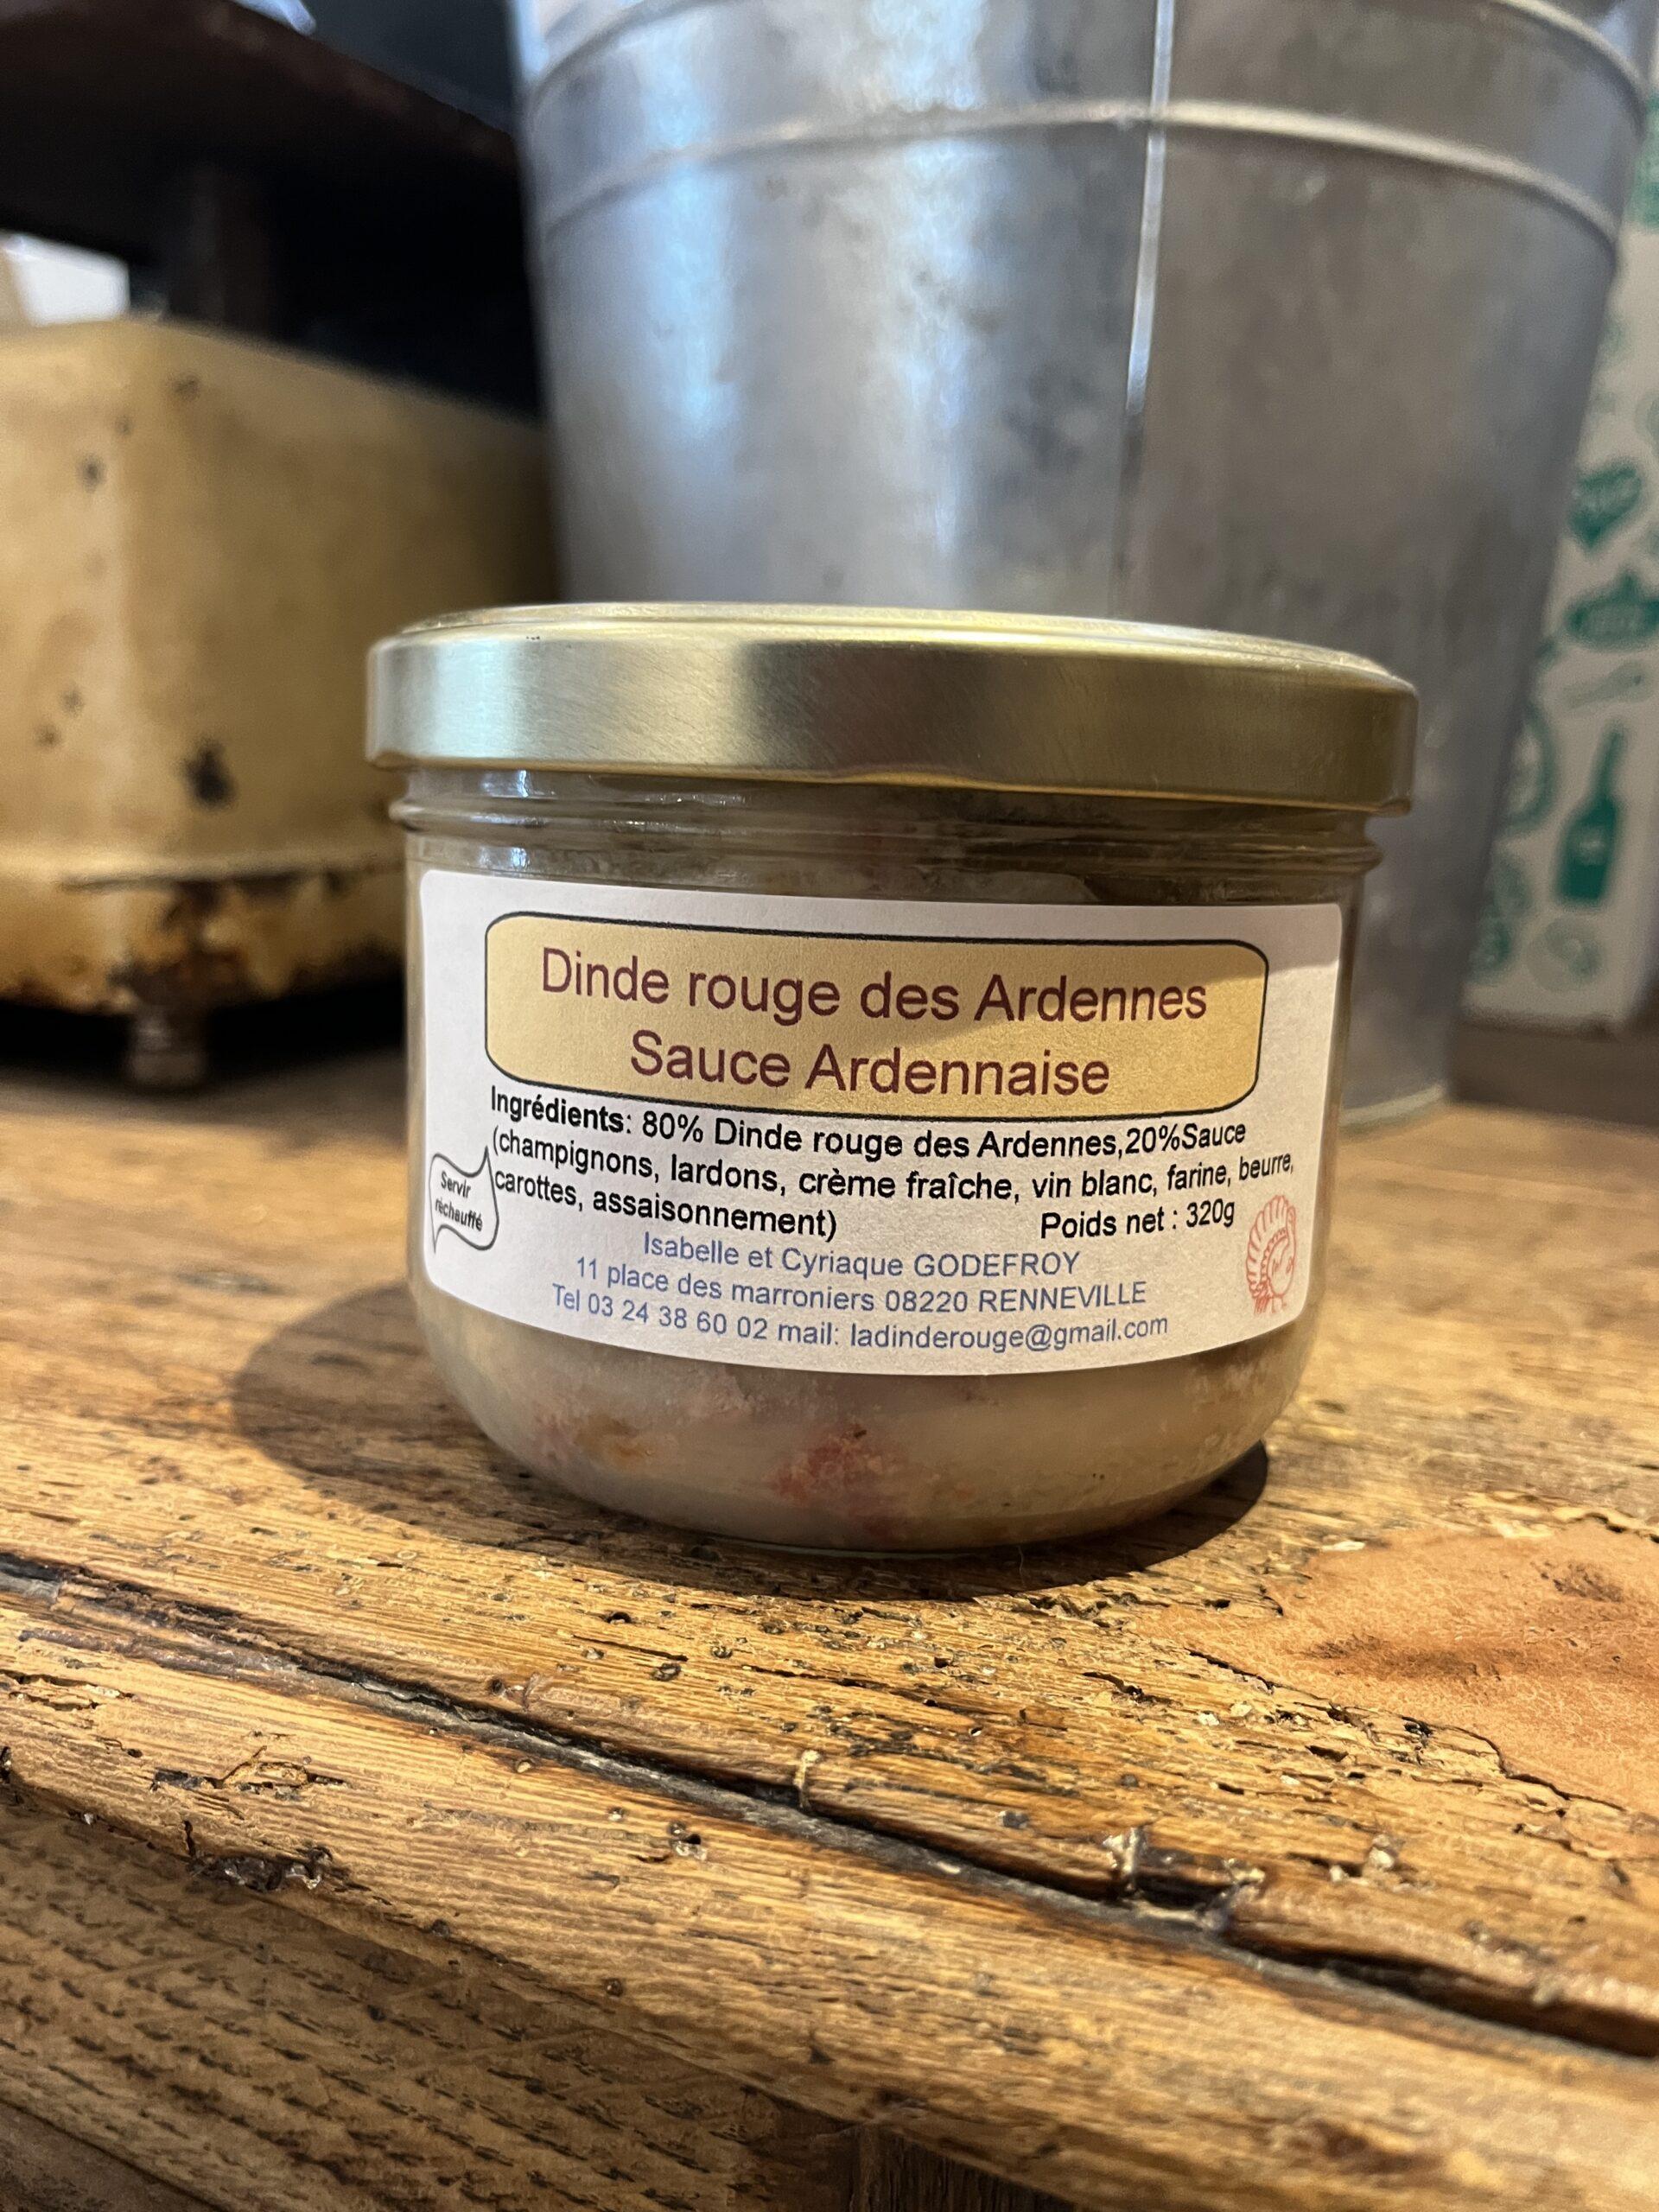 Dinde rouge des Ardennes
Sauce Ardennaise
Ingrédients: 80% Dinde rouge des Ardennes,20%Sauce
(champignons, lardons, crème fraîche, vin blanc, farine, beurre,
carottes, assaisonnement)
Poids net : 320g
Servir
réchauffé
Isabelle et Cyriaque GODEFROY
11 place des marroniers 08220 RENNEVILLE
Tel 03 24 38 60 02 mail: ladinderouge@gmail.com